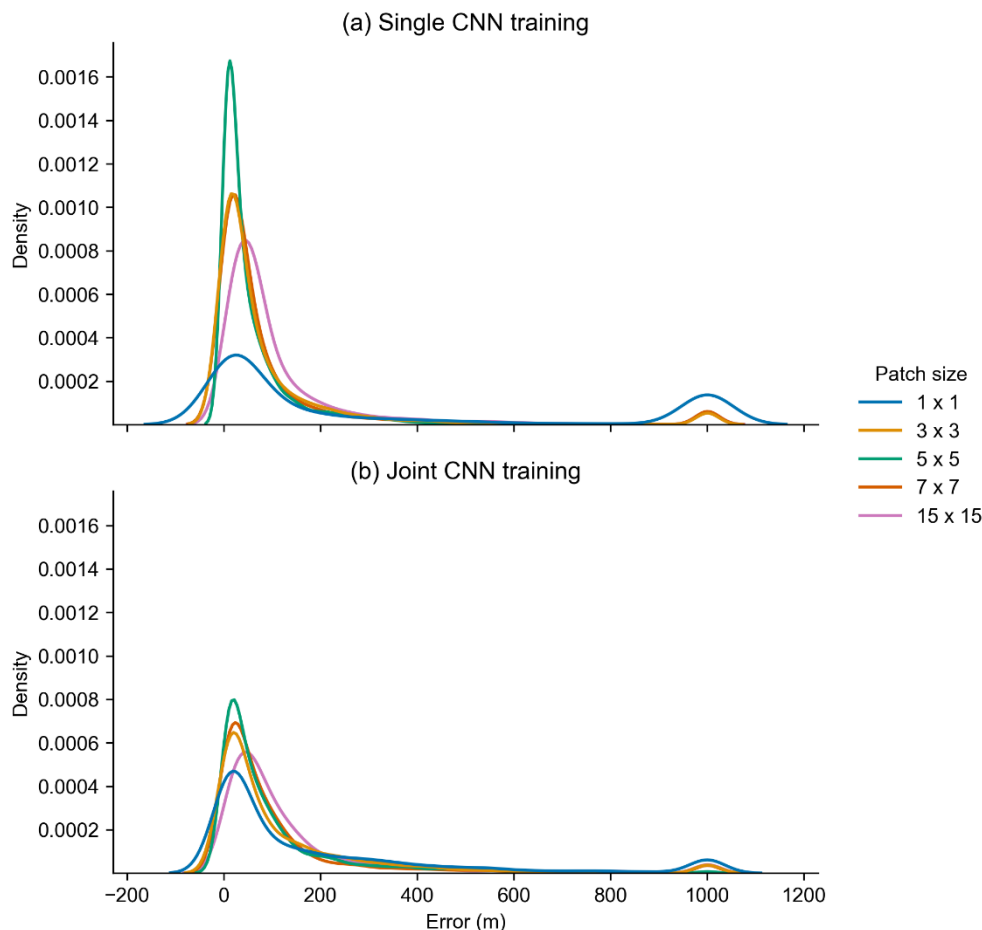 (a) Single CNN training
0.0016
0.0014
0.0012
0.0010
0.0008
0.0006
0.0004
0.0002
Density
Patch size
1 x 1
3 x 3
5 x 5
7 x 7
15 x 15
(b) Joint CNN training
0.0016
0.0014
0.0012
0.0010
0.0008
0.0006
0.0004
0.0002
Density
−200 0 200 400 600 800 1000 1200
Error (m)